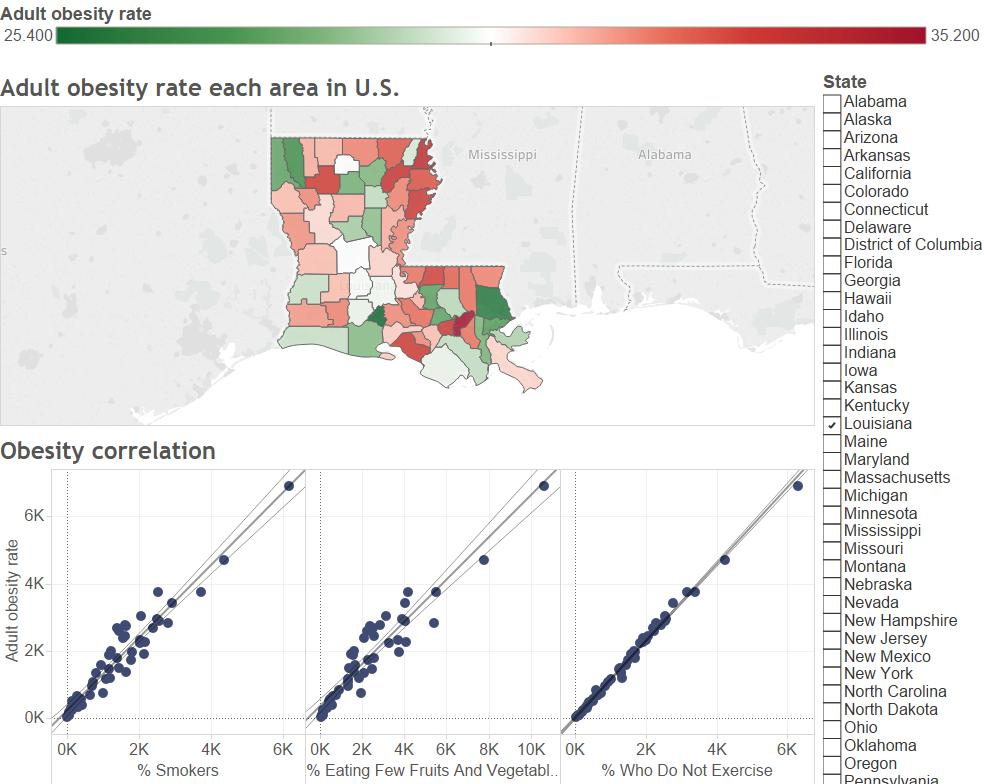 Adult obesity rate
25.400 35.200
Adult obesity rate each area in U.S.
Mississippi Alabama
s
Obesity correlation
Adult obesity rate
6K
4K
2K
0K
0K 2K 4K 6K 0K 2K 4K 6K 8K 10K 0K 2K 4K 6K
% Smokers % Eating Few Fruits And Vegetabl.. % Who Do Not Exercise
State
Alabama
Alaska
Arizona
Arkansas
California
Colorado
Connecticut
Delaware
District of Columbia
Florida
Georgia
Hawaii
Idaho
Illinois
Indiana
Iowa
Kansas
Kentucky
Louisiana
Maine
Maryland
Massachusetts
Michigan
Minnesota
Mississippi
Missouri
Montana
Nebraska
Nevada
New Hampshire
New Jersey
New Mexico
New York
North Carolina
North Dakota
Ohio
Oklahoma
Oregon
Pennsylvania